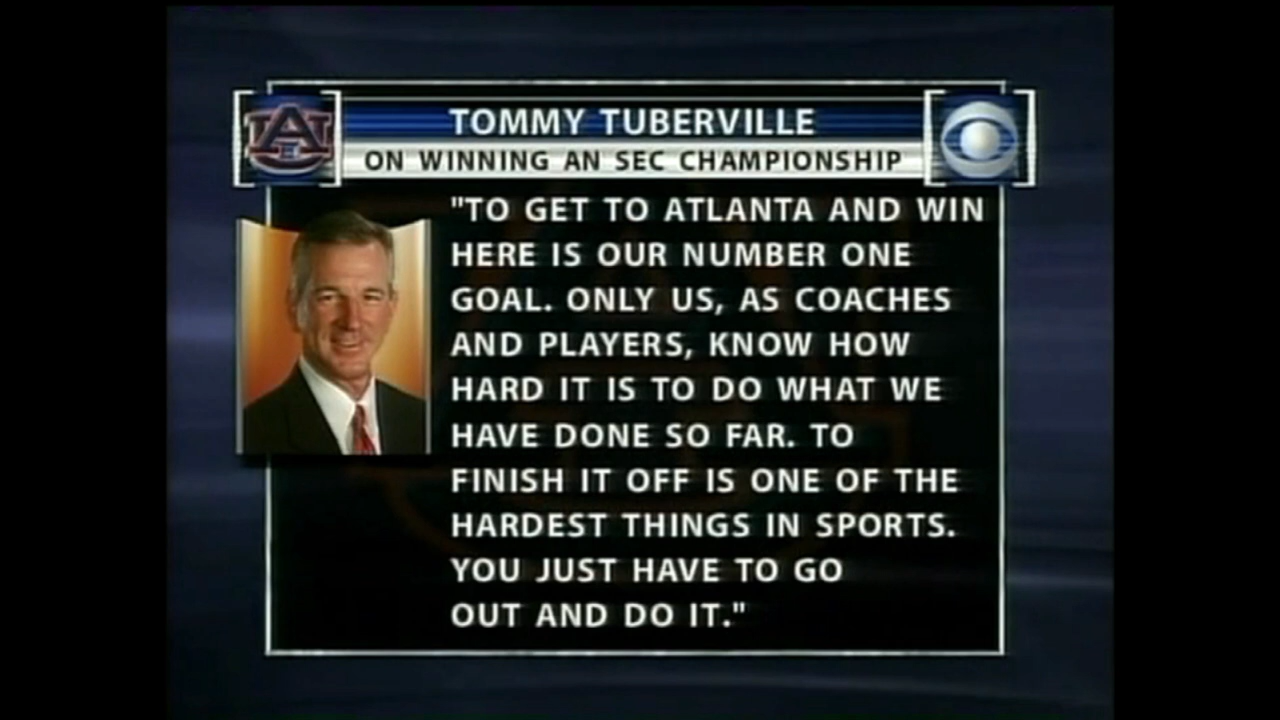 AU
TOMMY TUBERVILLE
ON WINNING AN SEC CHAMPIONSHIP
"TO GET TO ATLANTA AND WIN
HERE IS OUR NUMBER ONE
GOAL. ONLY US, AS COACHES
AND PLAYERS, KNOW HOW
HARD IT IS TO DO WHAT WE
HAVE DONE SO FAR. TO
FINISH IT OFF IS ONE OF THE
HARDEST THINGS IN SPORTS.
YOU JUST HAVE TO GO
OUT AND DO IT."